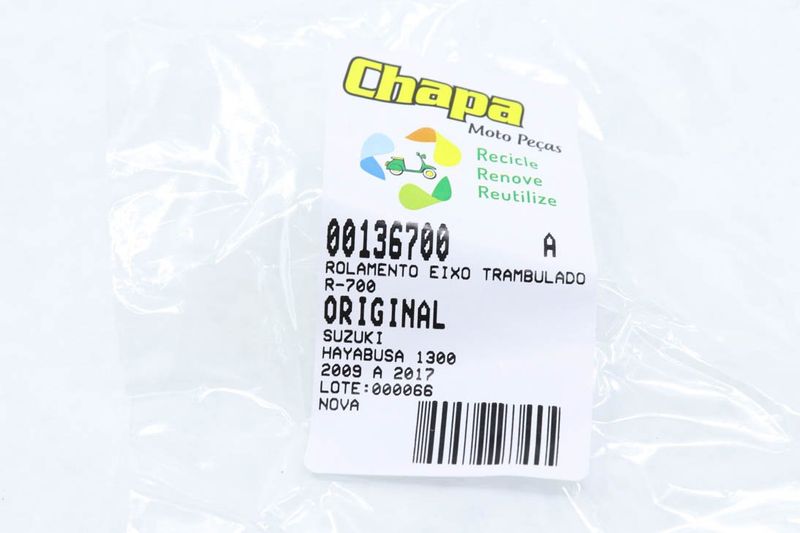 Chapa
Moto Peças
Recicle
Renove
Reutilize
00136700 A
ROLAMENTO EIXO TRAMBULADO
R-700
ORIGINAL
SUZUKI
HAYABUSA 1300
2009 A 2017
LOTE:000066
NOVA